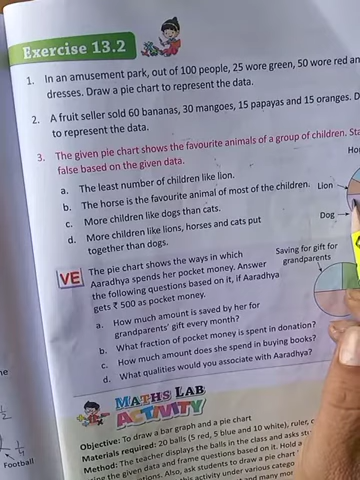 Exercise 13.2
1. In an amusement park, out of 100 people, 25 wore green, 50 wore red an
dresses. Draw a pie chart to represent the data.
2. A fruit seller sold 60 bananas, 30 mangoes, 15 papayas and 15 oranges. D
to represent the data.
3. The given pie chart shows the favourite animals of a group of children. Sta
false based on the given data.
Ho
a. The least number of children like lion.
Lion
b. The horse is the favourite animal of most of the children.
c. More children like dogs than cats.
Dog
d. More children like lions, horses and cats put
together than dogs.
VE
The pie chart shows the ways in which
Aaradhya spends her pocket money. Answer
the following questions based on it, if Aaradhya
gets ₹ 500 as pocket money.
Saving for gift for
grandparents
a. How much amount is saved by her for
grandparents' gift every month?
b. What fraction of pocket money is spent in donation?
c. How much amount does she spend in buying books?
d. What qualities would you associate with Aaradhya?
MATHS LAB
ACTIVITY
Objective: To draw a bar graph and a pie chart
Materials required: 20 balls (5 red, 5 blue and 10 white), ruler,
Method: The teacher displays the balls in the class and asks
ing the given data and frame questions based on it. Hold a
tions. Also, ask students to draw a pie chart
his activity under various catego
and many mor
1/2
1/4
Football